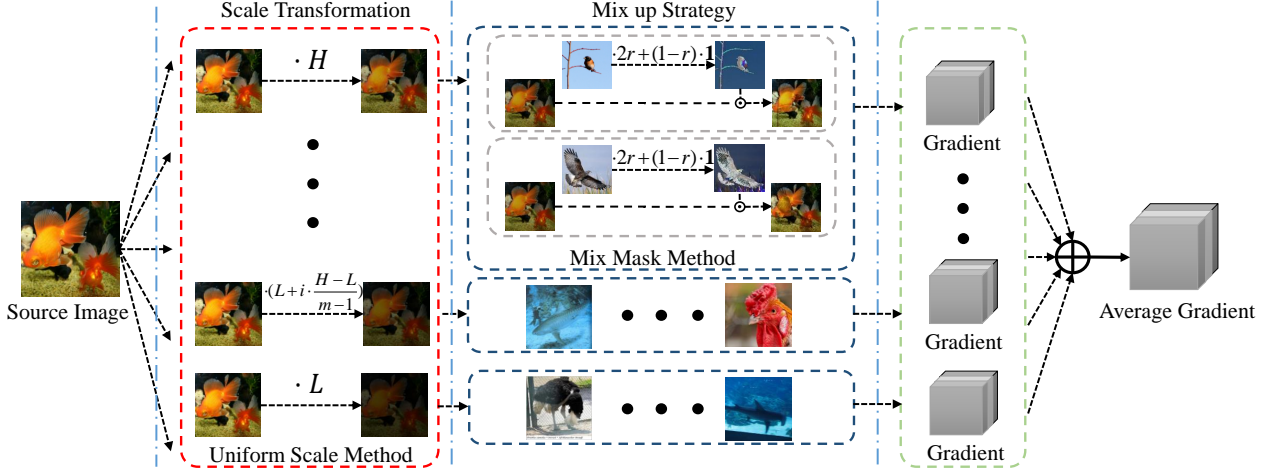 Scale Transformation
Mix up Strategy
· H
·2r+(1−r)·1
Gradient
·2r+(1−r)·1
Mix Mask Method
Source Image
·(L+i·\frac{H−L}{m−1})
Gradient
Average Gradient
· L
Uniform Scale Method
Gradient